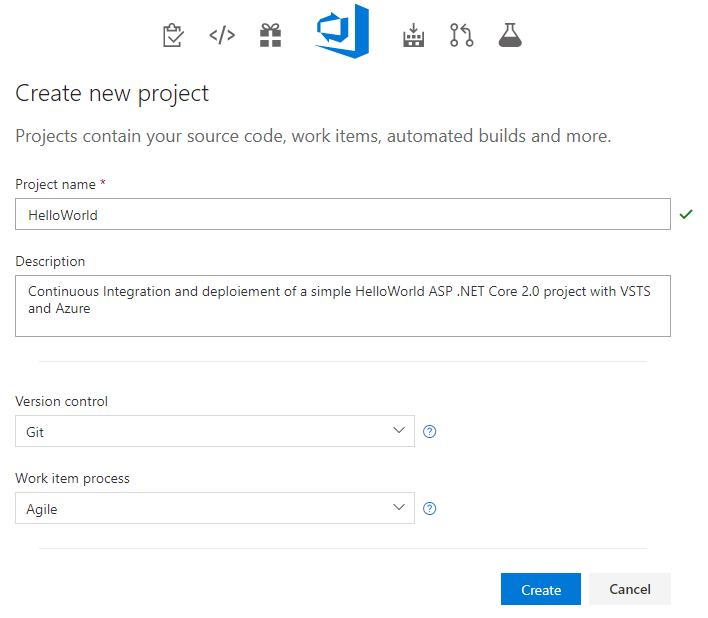 Create new project
Projects contain your source code, work items, automated builds and more.
Project name *
HelloWorld
Description
Continuous Integration and deploiement of a simple HelloWorld ASP .NET Core 2.0 project with VSTS
and Azure
Version control
Git
Work item process
Agile
Create Cancel